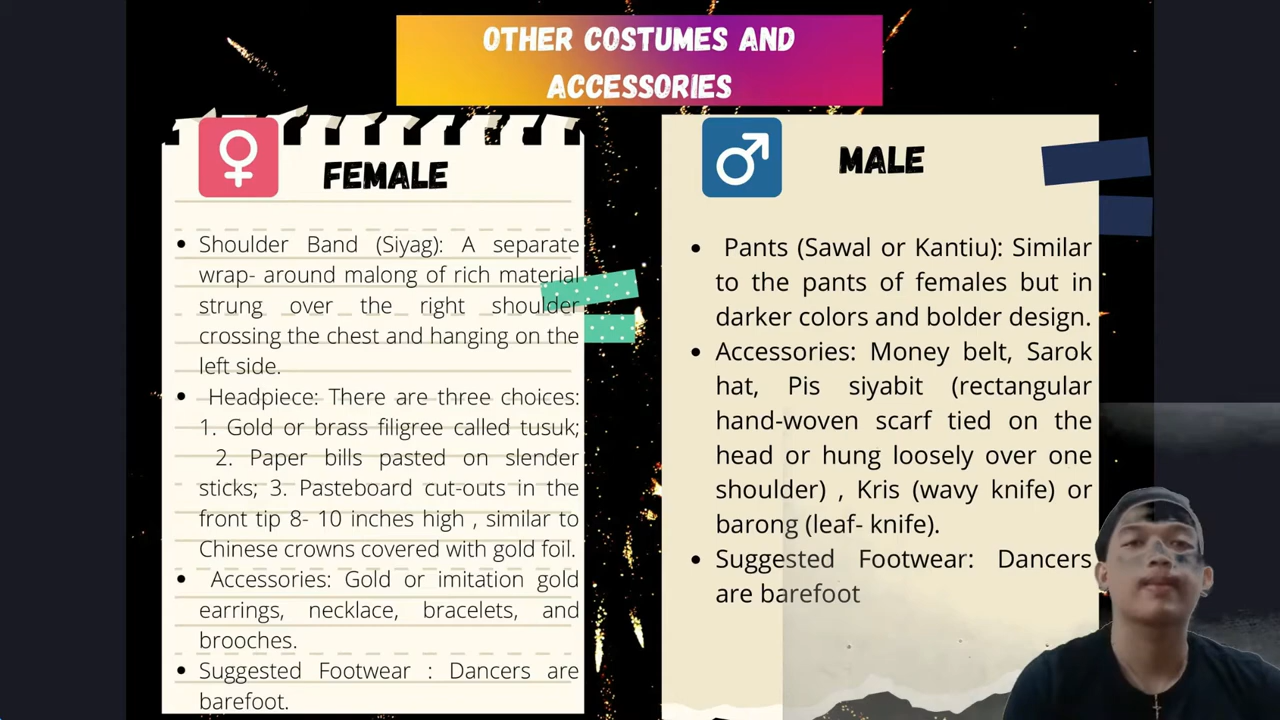 OTHER COSTUMES AND
ACCESSORIES
FEMALE
• Shoulder Band (Siyag): A separate
wrap- around malong of rich material
strung over the right shoulder
crossing the chest and hanging on the
left side.
• Headpiece: There are three choices:
1. Gold or brass filigree called tusuk;
2. Paper bills pasted on slender
sticks; 3. Pasteboard cut-outs in the
front tip 8- 10 inches high , similar to
Chinese crowns covered with gold foil.
• Accessories: Gold or imitation gold
earrings, necklace, bracelets, and
brooches.
• Suggested Footwear : Dancers are
barefoot.
MALE
• Pants (Sawal or Kantiu): Similar
to the pants of females but in
darker colors and bolder design.
• Accessories: Money belt, Sarok
hat, Pis siyabit (rectangular
hand-woven scarf tied on the
head or hung loosely over one
shoulder) , Kris (wavy knife) or
barong (leaf- knife).
• Suggested Footwear: Dancers
are barefoot